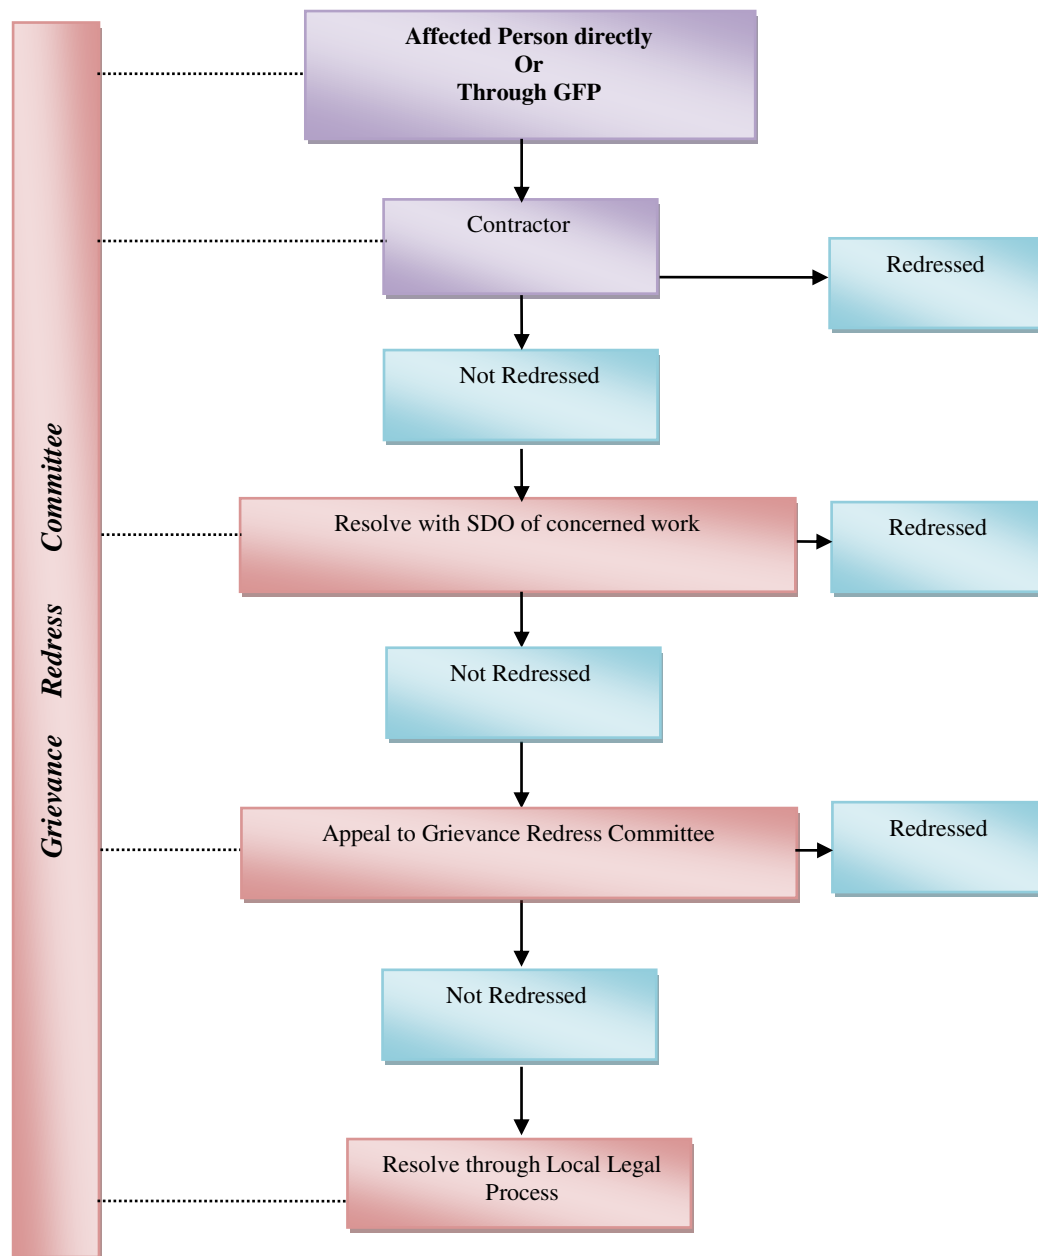 Affected Person directly
Or
Through GFP
Contractor
Redressed
Not Redressed
Resolve with SDO of concerned work
Redressed
Not Redressed
Appeal to Grievance Redress Committee
Redressed
Not Redressed
Resolve through Local Legal
Process
Grievance Redress Committee